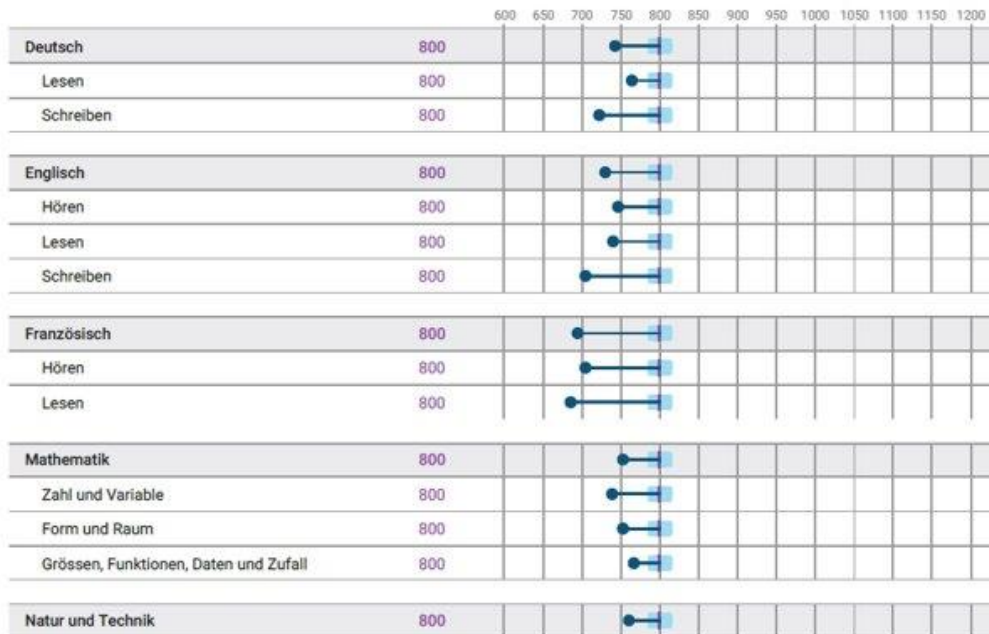 600 650 700 750 800 850 900 950 1000 1050 1100 1150 1200
Deutsch 800
Lesen 800
Schreiben 800
Englisch 800
Hören 800
Lesen 800
Schreiben 800
Französisch 800
Hören 800
Lesen 800
Mathematik 800
Zahl und Variable 800
Form und Raum 800
Grössen, Funktionen, Daten und Zufall 800
Natur und Technik 800